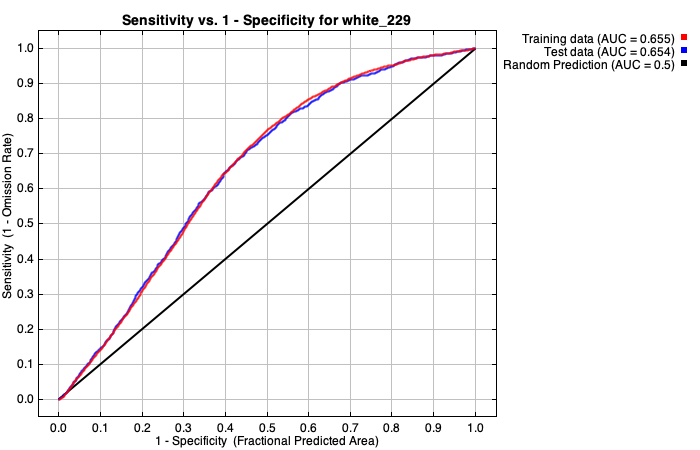 Sensitivity vs. 1 - Specificity for white_229
Training data (AUC = 0.655)
Test data (AUC = 0.654)
Random Prediction (AUC = 0.5)
Sensitivity (1 - Omission Rate)
1.0
0.9
0.8
0.7
0.6
0.5
0.4
0.3
0.2
0.1
0.0
0.0 0.1 0.2 0.3 0.4 0.5 0.6 0.7 0.8 0.9 1.0
1 - Specificity (Fractional Predicted Area)